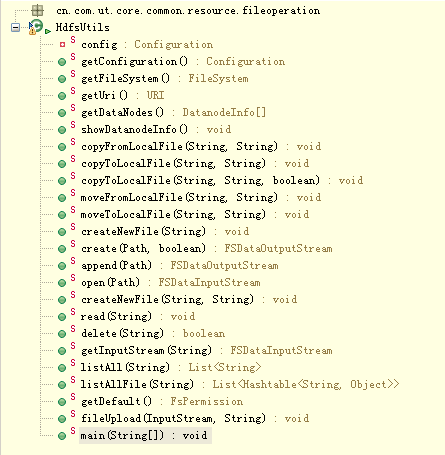 cn.com.ut.core.common.resource.fileoperation
HdfsUtils
S config : Configuration
S getConfiguration() : Configuration
S getFileSystem() : FileSystem
S getUri() : URI
S getDataNodes() : DatanodeInfo[]
S showDatanodeInfo() : void
S copyFromLocalFile(String, String) : void
S copyToLocalFile(String, String) : void
S copyToLocalFile(String, String, boolean) : void
S moveFromLocalFile(String, String) : void
S moveToLocalFile(String, String) : void
S createNewFile(String) : void
S create(Path, boolean) : FSDataOutputStream
S append(Path) : FSDataOutputStream
S open(Path) : FSDataInputStream
S createNewFile(String, String) : void
S read(String) : void
S delete(String) : boolean
S getInputStream(String) : FSDataInputStream
S listAll(String) : List<String>
S listAllFile(String) : List<Hashtable<String, Object>>
S getDefault() : FsPermission
S fileUpload(InputStream, String) : void
S main(String[]) : void